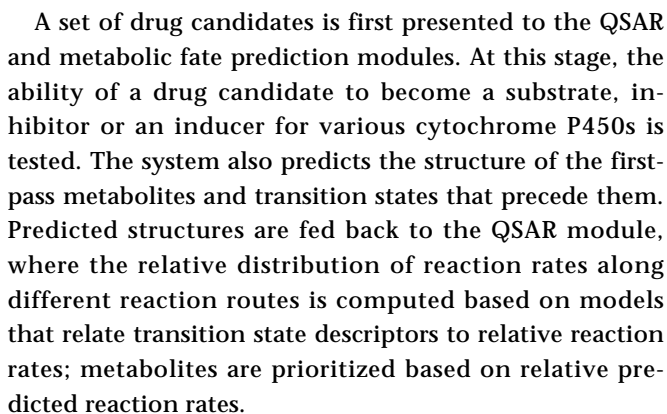 A set of drug candidates is first presented to the QSAR
and metabolic fate prediction modules. At this stage, the
ability of a drug candidate to become a substrate, in-
hibitor or an inducer for various cytochrome P450s is
tested. The system also predicts the structure of the first-
pass metabolites and transition states that precede them.
Predicted structures are fed back to the QSAR module,
where the relative distribution of reaction rates along
different reaction routes is computed based on models
that relate transition state descriptors to relative reaction
rates; metabolites are prioritized based on relative pre-
dicted reaction rates.